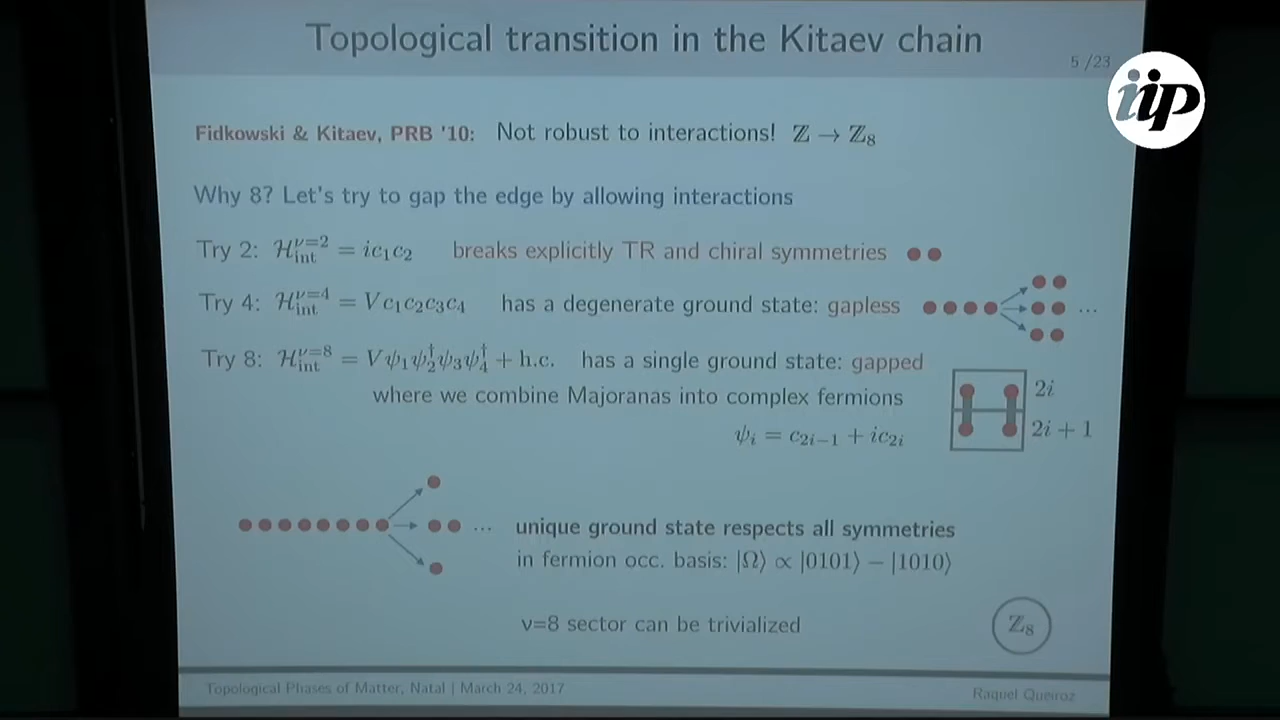 Topological transition in the Kitaev chain
5 /23
iip
Fidkowski & Kitaev, PRB '10: Not robust to interactions! ℤ → ℤ₈
Why 8? Let's try to gap the edge by allowing interactions
Try 2: ℋ_int^{ν=2} = ic₁c₂ breaks explicitly TR and chiral symmetries
Try 4: ℋ_int^{ν=4} = Vc₁c₂c₃c₄ has a degenerate ground state: gapless ...
Try 8: ℋ_int^{ν=8} = Vψ₁ψ₂†ψ₃ψ₄† + h.c. has a single ground state: gapped
where we combine Majoranas into complex fermions
2i
2i + 1
ψᵢ = c_{2i−1} + ic_{2i}
... unique ground state respects all symmetries
in fermion occ. basis: |Ω⟩ ∝ |0101⟩ − |1010⟩
ν=8 sector can be trivialized
ℤ₈
Topological Phases of Matter, Natal | March 24, 2017
Raquel Queiroz